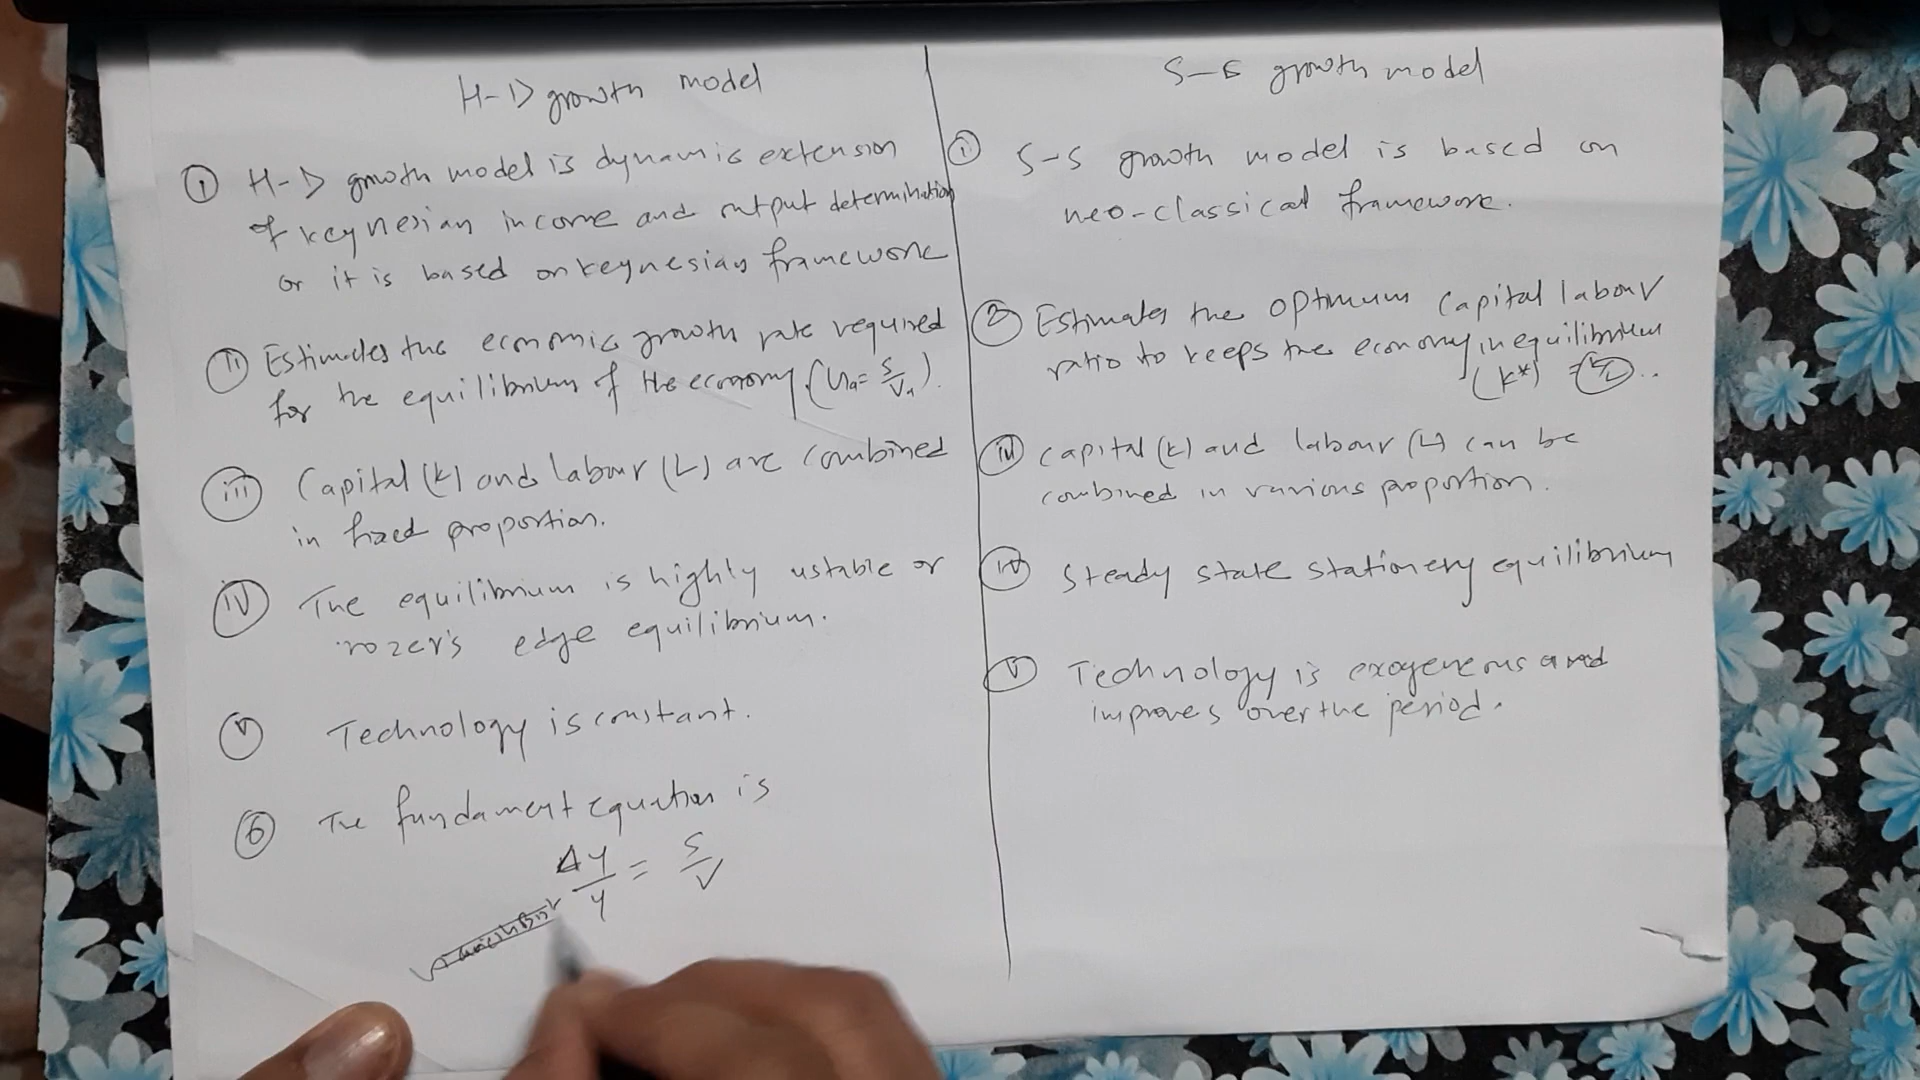 H-D growth model
(i) H-D growth model is dynamic extension
of keynesian income and output determination
or it is based on keynesian framework
(ii) Estimates the economic growth rate required
for the equilibrium of the economy (Ga = s/Va).
(iii) Capital (K) and labour (L) are combined
in fixed proportion.
(iv) The equilibrium is highly ustable or
rozer's edge equilibrium.
(v) Technology is constant.
(6) The fundament equation is
ΔY/Y = S/V
S-S growth model
(i) S-S growth model is based on
neo-classical framework.
(2) Estimates the optimum capital labour
ratio to keeps the economy in equilibrium
(k*)
(iii) capital (K) and labour (L) can be
combined in various proportion.
(iv) Steady state stationery equilibrium
(v) Technology is exogenerous and
improves over the period.